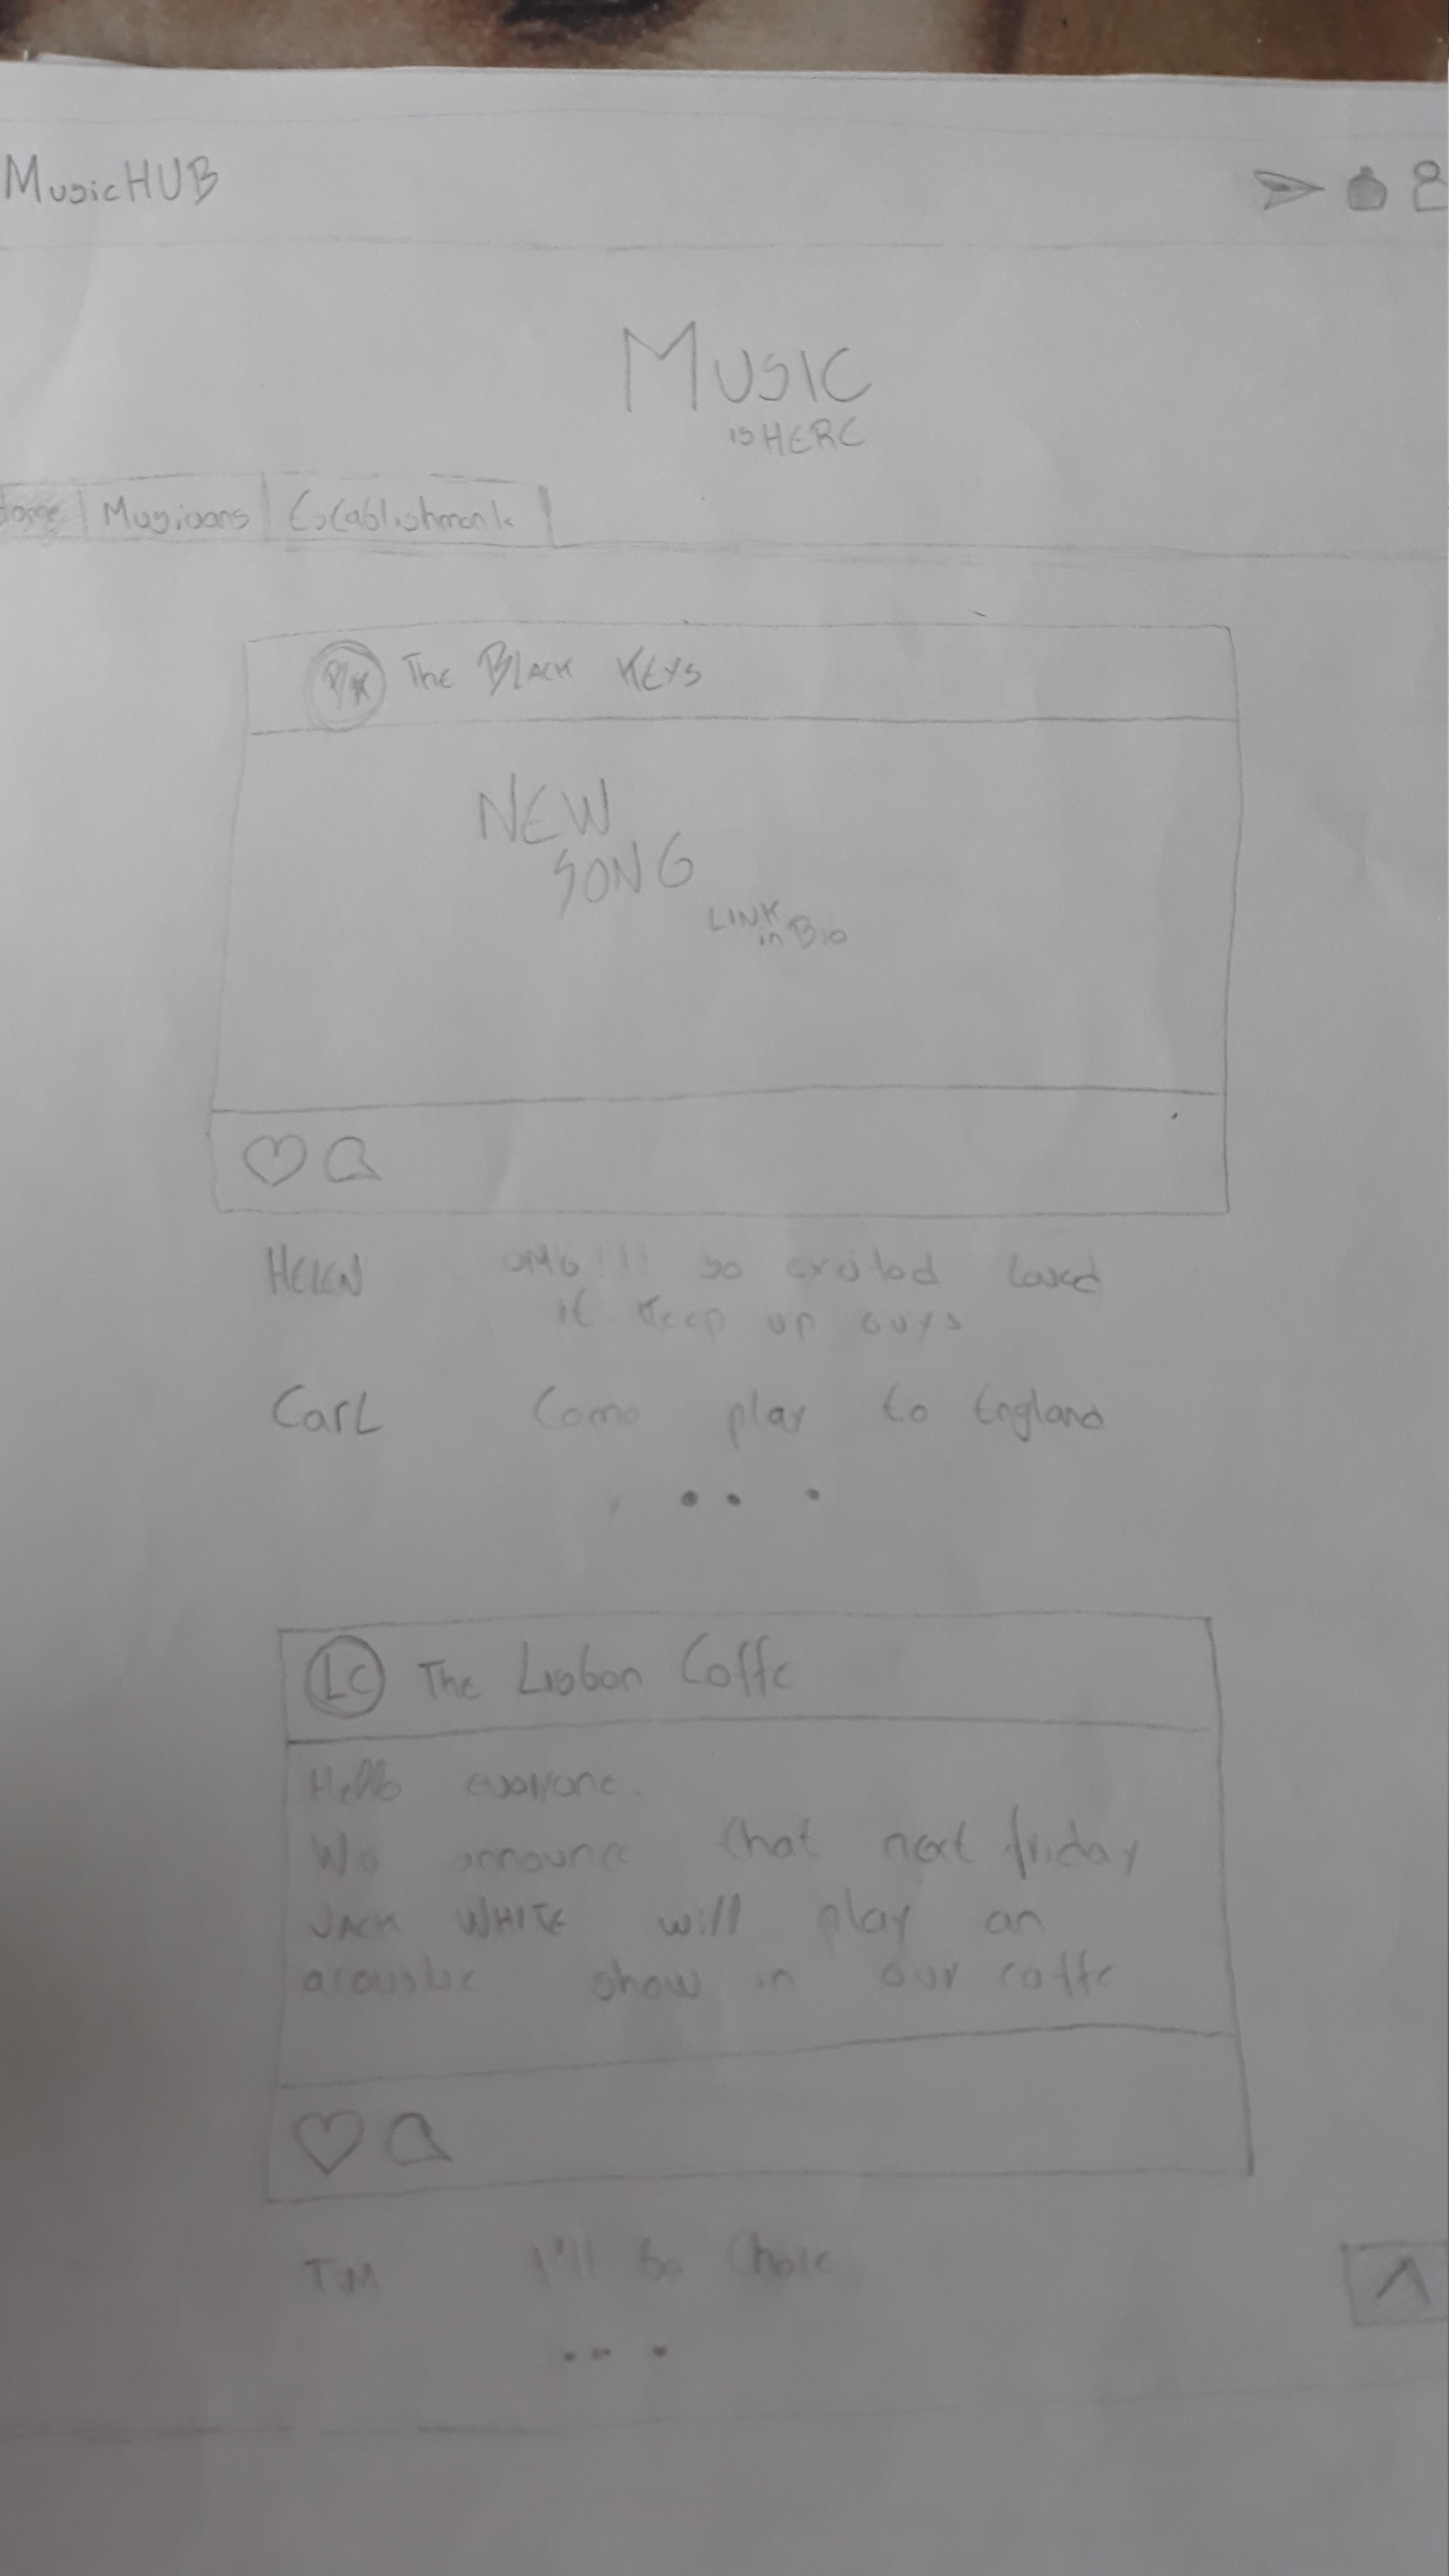 MusicHUB
MUSIC
is HERE
Home Musicians Establishments
B/K The Black Keys
NEW
SONG
LINK
in Bio
HELEN OMG!!! so excited loved
it. Keep up guys
CarL Come play to England
...
LC The Lisbon Coffe
Hello everyone.
We announce that next friday
JACK WHITE will play an
acoustic show in our coffe
TIM I'll be there
...